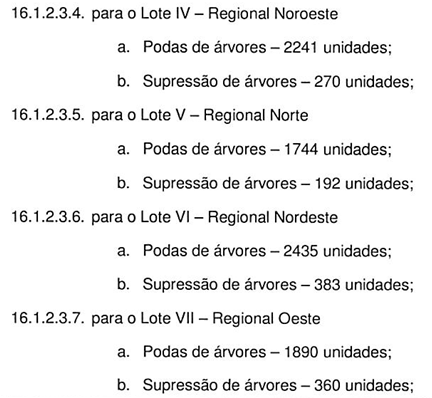 16.1.2.3.4. para o Lote IV – Regional Noroeste
a. Podas de árvores – 2241 unidades;
b. Supressão de árvores – 270 unidades;
16.1.2.3.5. para o Lote V – Regional Norte
a. Podas de árvores – 1744 unidades;
b. Supressão de árvores – 192 unidades;
16.1.2.3.6. para o Lote VI – Regional Nordeste
a. Podas de árvores – 2435 unidades;
b. Supressão de árvores – 383 unidades;
16.1.2.3.7. para o Lote VII – Regional Oeste
a. Podas de árvores – 1890 unidades;
b. Supressão de árvores – 360 unidades;